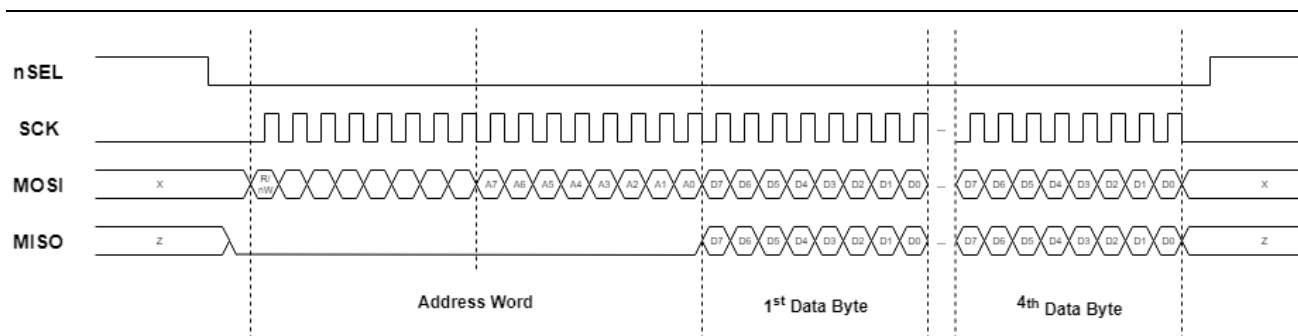 nSEL
SCK ...
MOSI X R/ nW A7 A6 A5 A4 A3 A2 A1 A0 D7 D6 D5 D4 D3 D2 D1 D0 ... D7 D6 D5 D4 D3 D2 D1 D0 X
MISO Z D7 D6 D5 D4 D3 D2 D1 D0 ... D7 D6 D5 D4 D3 D2 D1 D0 Z
Address Word 1st Data Byte 4th Data Byte